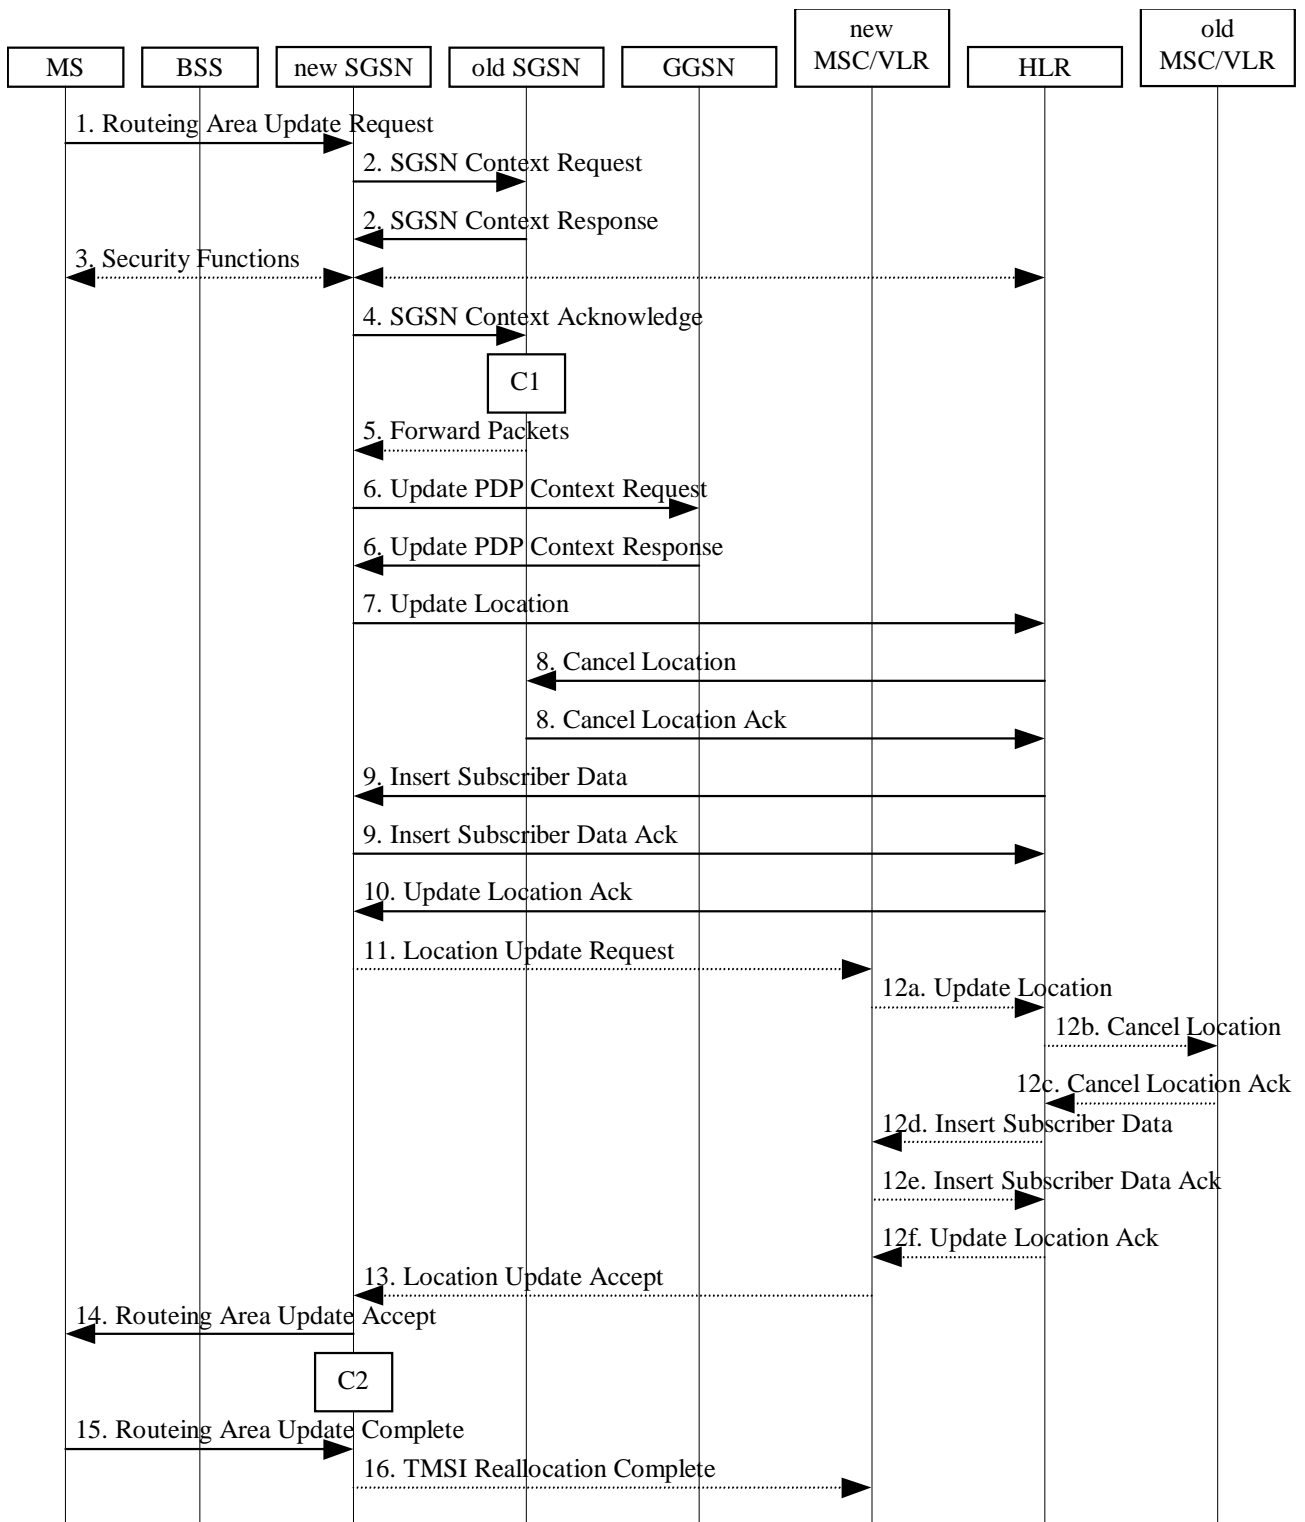 new
MSC/VLR
old
MSC/VLR
MS
BSS
new SGSN
old SGSN
GGSN
HLR
1. Routeing Area Update Request
2. SGSN Context Request
2. SGSN Context Response
3. Security Functions
4. SGSN Context Acknowledge
C1
5. Forward Packets
6. Update PDP Context Request
6. Update PDP Context Response
7. Update Location
8. Cancel Location
8. Cancel Location Ack
9. Insert Subscriber Data
9. Insert Subscriber Data Ack
10. Update Location Ack
11. Location Update Request
12a. Update Location
12b. Cancel Location
12c. Cancel Location Ack
12d. Insert Subscriber Data
12e. Insert Subscriber Data Ack
12f. Update Location Ack
13. Location Update Accept
14. Routeing Area Update Accept
C2
15. Routeing Area Update Complete
16. TMSI Reallocation Complete